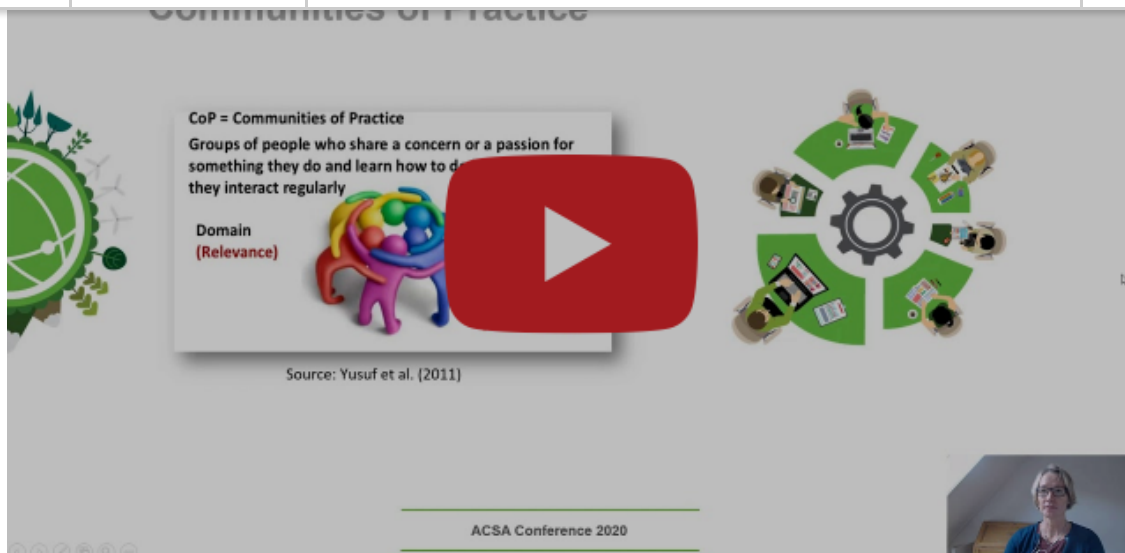 Communities of Practice
CoP = Communities of Practice
Groups of people who share a concern or a passion for
something they do and learn how to d
they interact regularly
Domain
(Relevance)
Source: Yusuf et al. (2011)
ACSA Conference 2020